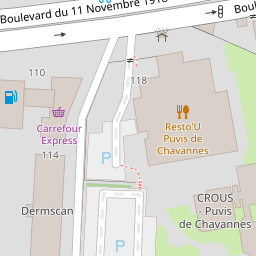 Boulevard du 11 Novembre 1918
Boul
110
118
Carrefour
Express
Resto'U
Puvis de
Chavannes
114
P
Dermscan
CROUS -
- Puvis
de Chavannes
P